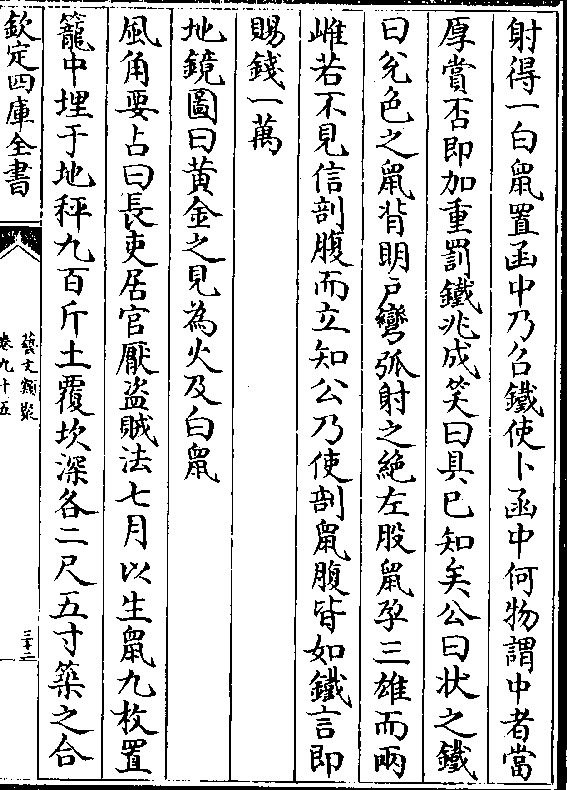 射得一白鼠置函中乃召鐵使卜函中何物謂中者當
厚賞否即加重罰鐵兆成笑曰具已知矣公曰状之鐵
曰兊色之鼠背明户彎弧射之絶左股鼠孕三雄而兩
雌若不見信剖腹而立知公乃使剖鼠腹皆如鐵言即
賜錢一萬
地鏡圖曰黄金之見為火及白鼠
風角要占曰長吏居官厭盜賊法七月以生鼠九枚置
籠中埋于地秤九百斤土覆坎深各二尺五寸築之合
欽定四庫全書
藝文類聚
卷九十五
三十二